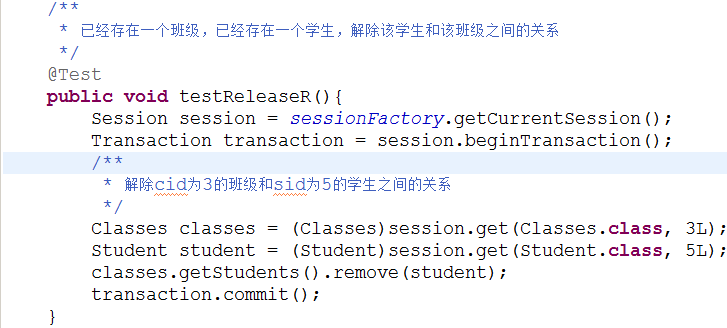 /**
 * 已经存在一个班级，已经存在一个学生，解除该学生和该班级之间的关系
 */
@Test
public void testReleaseR(){
    Session session = sessionFactory.getCurrentSession();
    Transaction transaction = session.beginTransaction();
    /**
     * 解除cid为3的班级和sid为5的学生之间的关系
     */
    Classes classes = (Classes)session.get(Classes.class, 3L);
    Student student = (Student)session.get(Student.class, 5L);
    classes.getStudents().remove(student);
    transaction.commit();
}